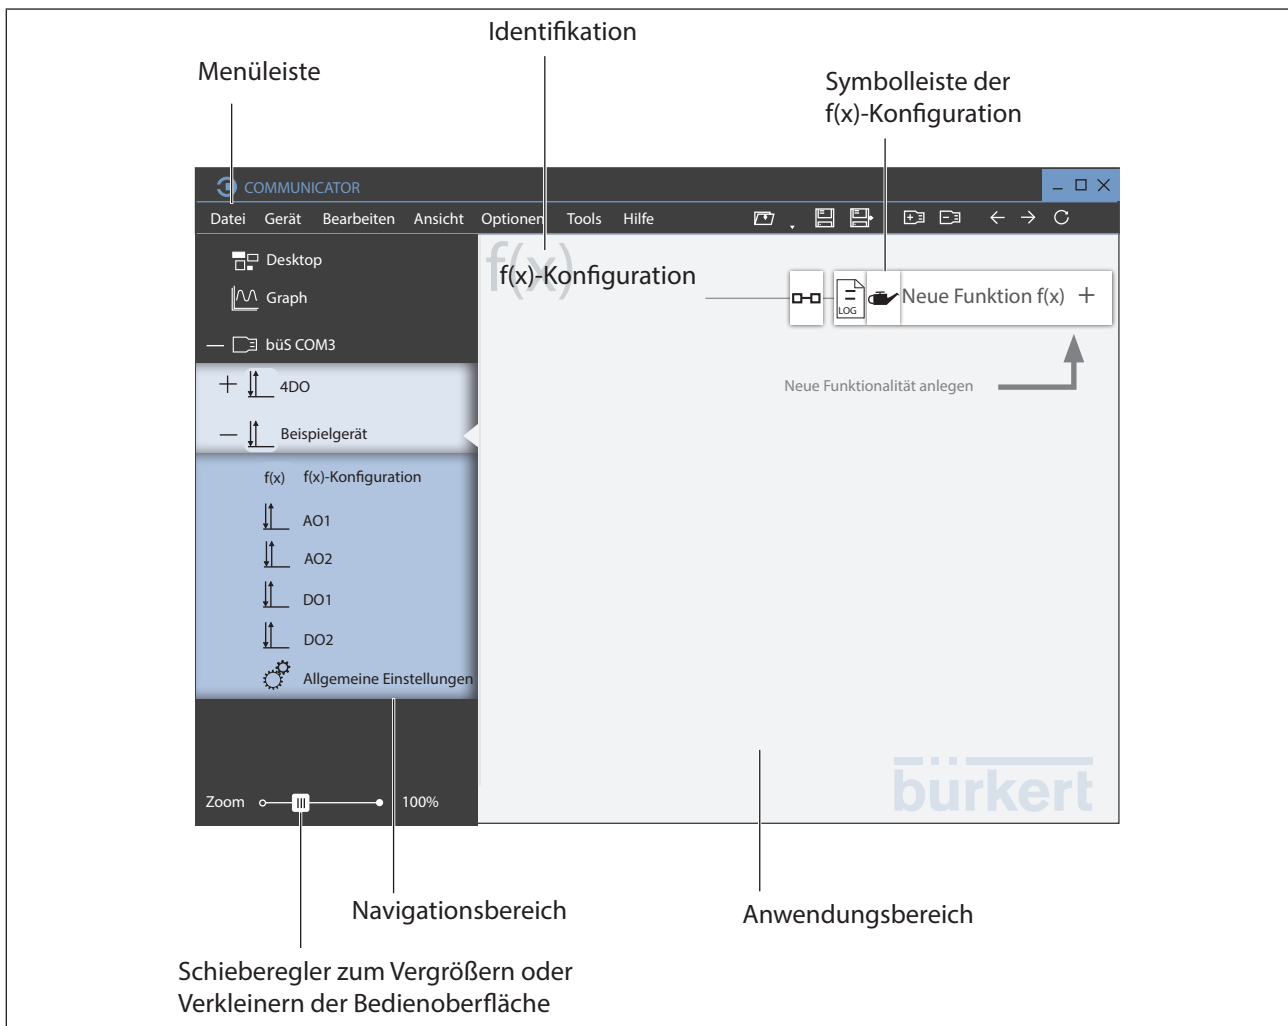 Identifikation
Menüleiste
Symbolleiste der
f(x)-Konfiguration
COMMUNICATOR
Datei Gerät Bearbeiten Ansicht Optionen Tools Hilfe
Desktop
Graph
büS COM3
4DO
Beispielgerät
f(x) f(x)-Konfiguration
AO1
AO2
DO1
DO2
Allgemeine Einstellungen
Zoom 100%
f(x)
f(x)-Konfiguration
LOG
Neue Funktion f(x) +
Neue Funktionalität anlegen
bürkert
Navigationsbereich
Anwendungsbereich
Schieberegler zum Vergrößern oder
Verkleinern der Bedienoberfläche